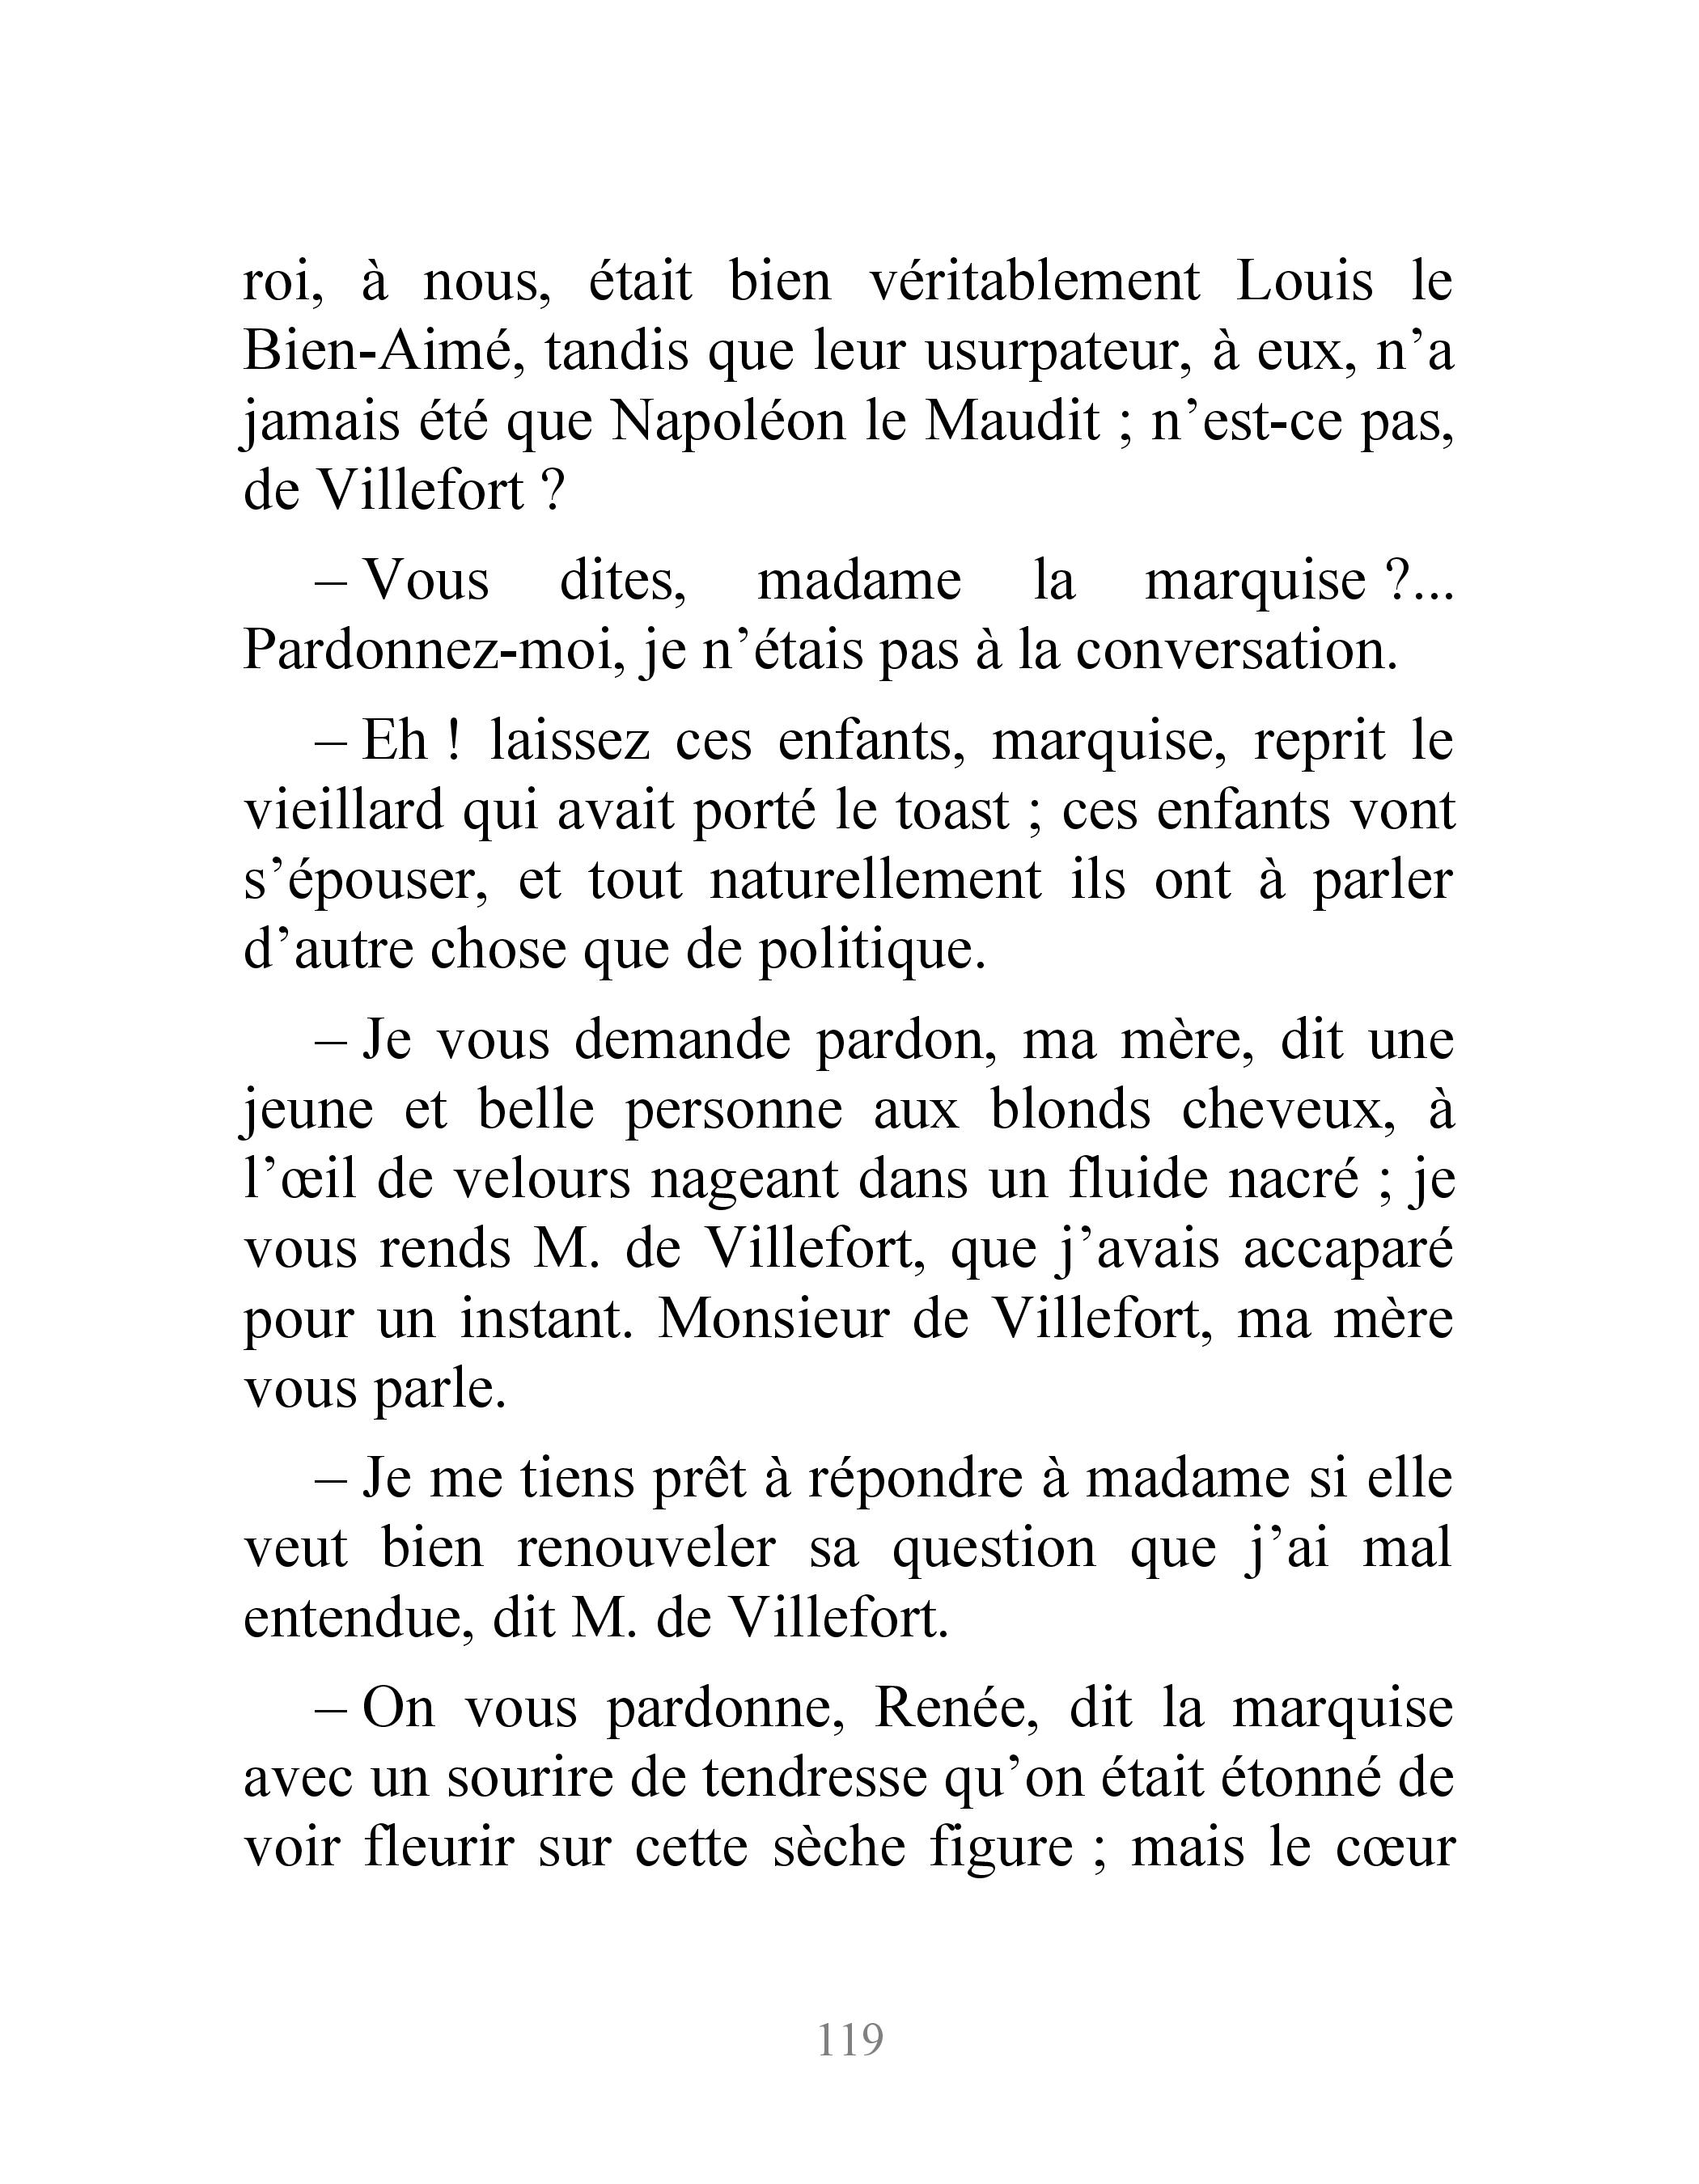 roi, à nous, était bien véritablement Louis le
Bien-Aimé, tandis que leur usurpateur, à eux, n’a
jamais été que Napoléon le Maudit ; n’est-ce pas,
de Villefort ?
– Vous dites, madame la marquise ?...
Pardonnez-moi, je n’étais pas à la conversation.
– Eh ! laissez ces enfants, marquise, reprit le
vieillard qui avait porté le toast ; ces enfants vont
s’épouser, et tout naturellement ils ont à parler
d’autre chose que de politique.
– Je vous demande pardon, ma mère, dit une
jeune et belle personne aux blonds cheveux, à
l’œil de velours nageant dans un fluide nacré ; je
vous rends M. de Villefort, que j’avais accaparé
pour un instant. Monsieur de Villefort, ma mère
vous parle.
– Je me tiens prêt à répondre à madame si elle
veut bien renouveler sa question que j’ai mal
entendue, dit M. de Villefort.
– On vous pardonne, Renée, dit la marquise
avec un sourire de tendresse qu’on était étonné de
voir fleurir sur cette sèche figure ; mais le cœur
119